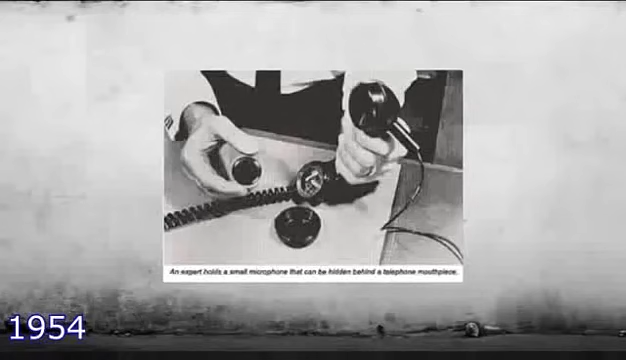 An expert holds a small microphone that can be hidden behind a telephone mouthpiece.
1954